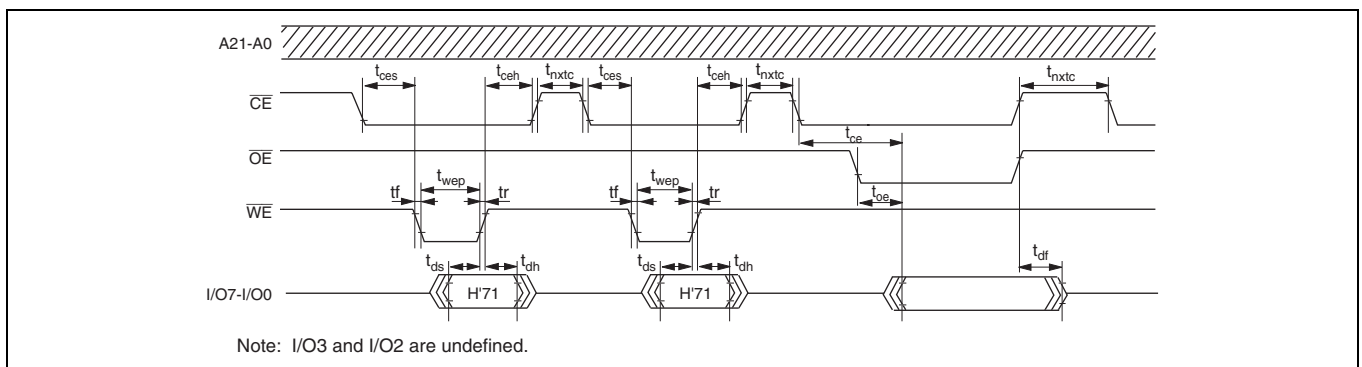 A21-A0
tces tceh tnxtc tces tceh tnxtc tnxtc
CE
tce
OE
twep twep
tf tr tf tr toe
WE
tds tdh tds tdh tdf
I/O7-I/O0 H'71 H'71
Note: I/O3 and I/O2 are undefined.